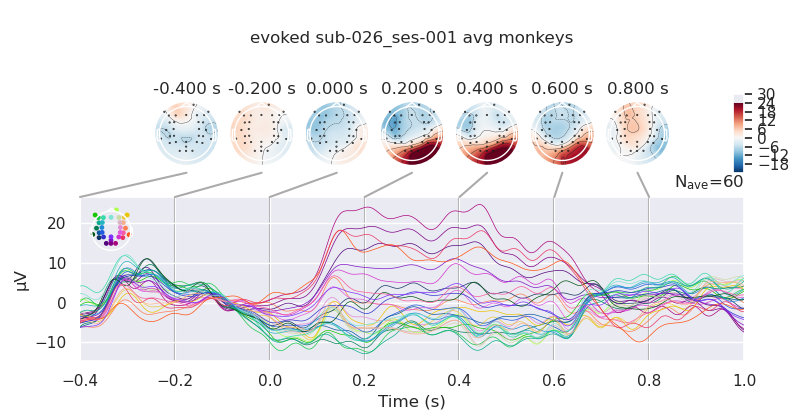 evoked sub-026_ses-001 avg monkeys
-0.400 s -0.200 s 0.000 s 0.200 s 0.400 s 0.600 s 0.800 s
30
24
18
12
6
0
−6
−12
−18
Nave=60
µV
20
10
0
−10
−0.4 −0.2 0.0 0.2 0.4 0.6 0.8 1.0
Time (s)